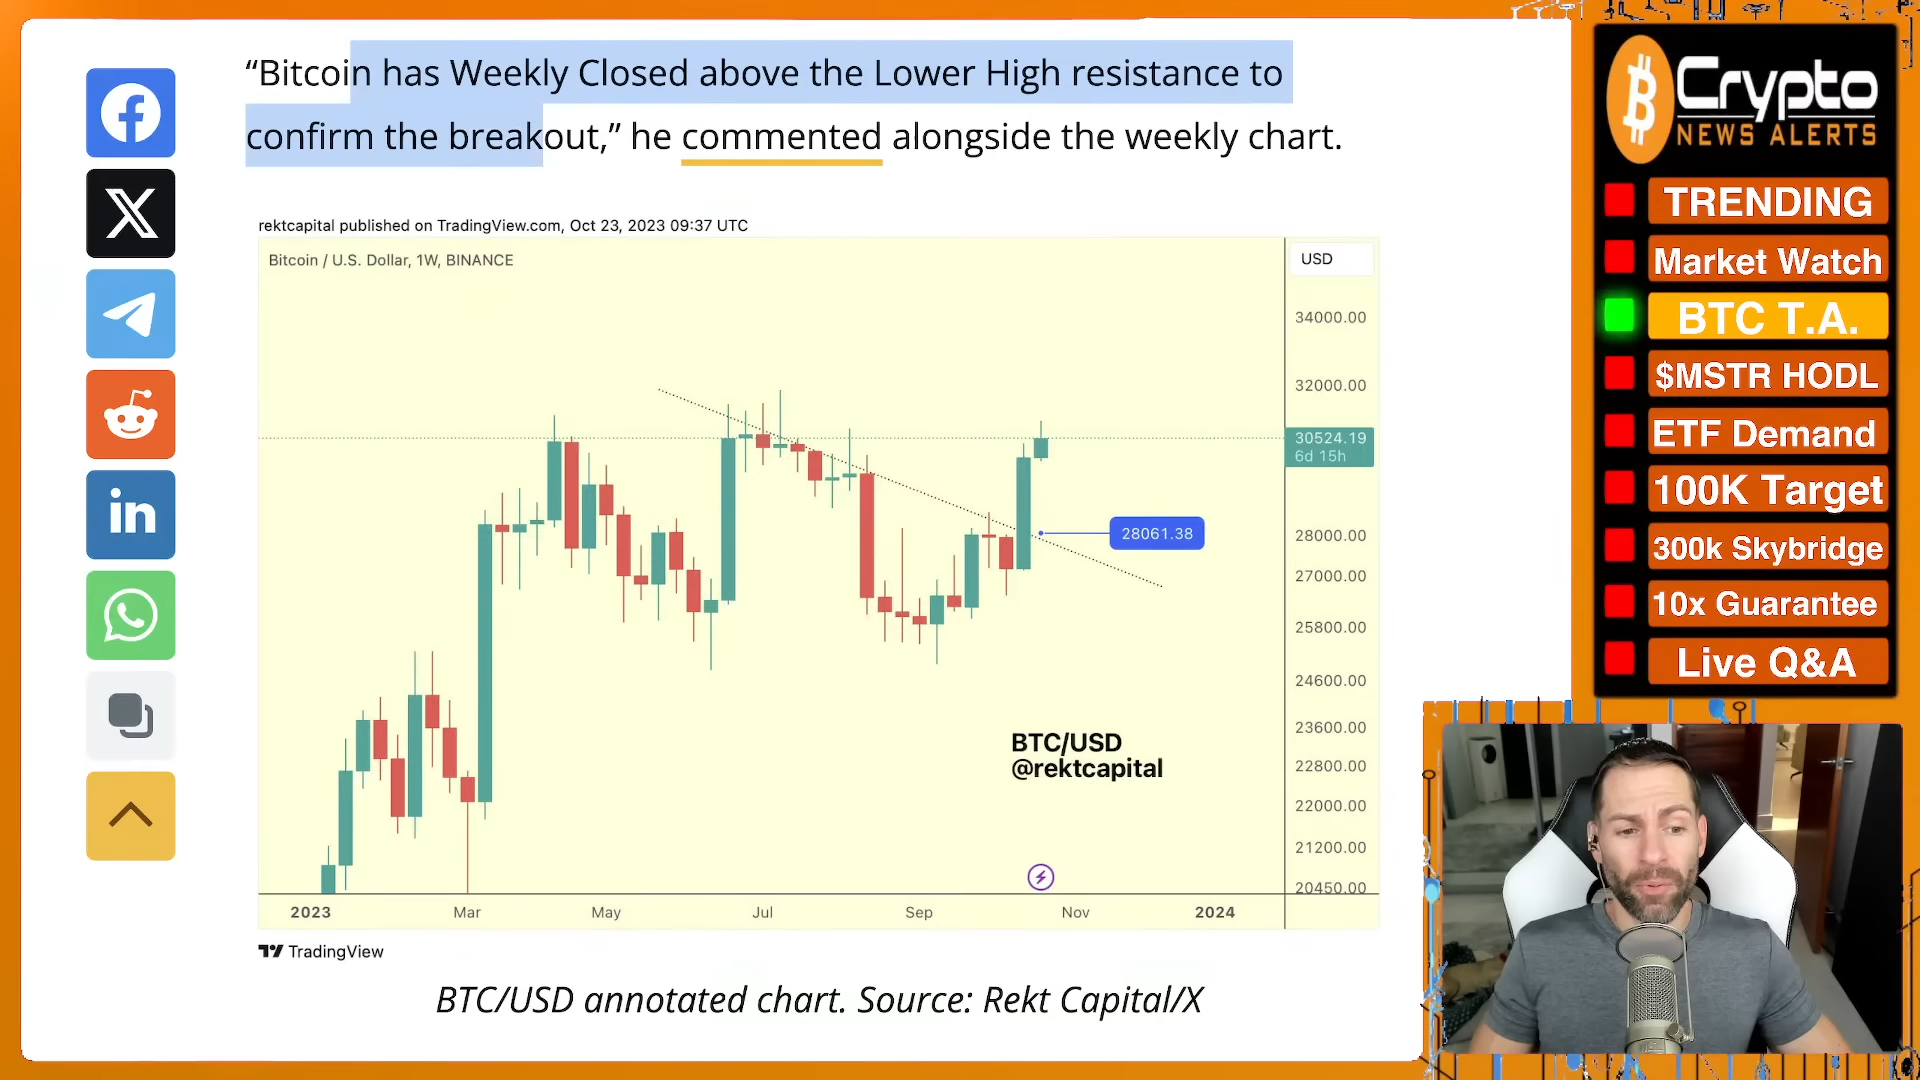 “Bitcoin has Weekly Closed above the Lower High resistance to
confirm the breakout,” he commented alongside the weekly chart.
rektcapital published on TradingView.com, Oct 23, 2023 09:37 UTC
Bitcoin / U.S. Dollar, 1W, BINANCE
USD
34000.00
32000.00
30524.19
6d 15h
28061.38
28000.00
27000.00
25800.00
24600.00
23600.00
22800.00
22000.00
21200.00
20450.00
BTC/USD
@rektcapital
2023 Mar May Jul Sep Nov 2024
TradingView
BTC/USD annotated chart. Source: Rekt Capital/X
Crypto
NEWS ALERTS
TRENDING
Market Watch
BTC T.A.
$MSTR HODL
ETF Demand
100K Target
300k Skybridge
10x Guarantee
Live Q&A